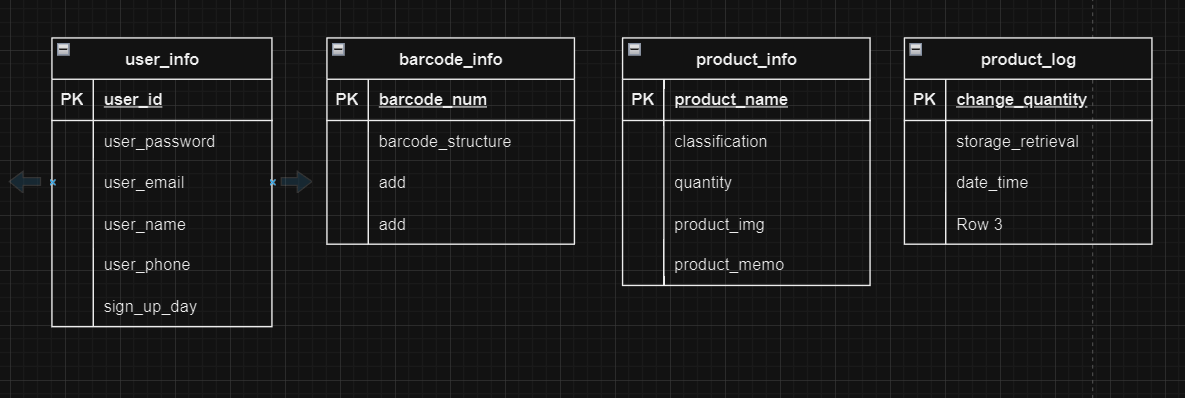 user_info
PK user_id
user_password
user_email
user_name
user_phone
sign_up_day
barcode_info
PK barcode_num
barcode_structure
add
add
product_info
PK product_name
classification
quantity
product_img
product_memo
product_log
PK change_quantity
storage_retrieval
date_time
Row 3